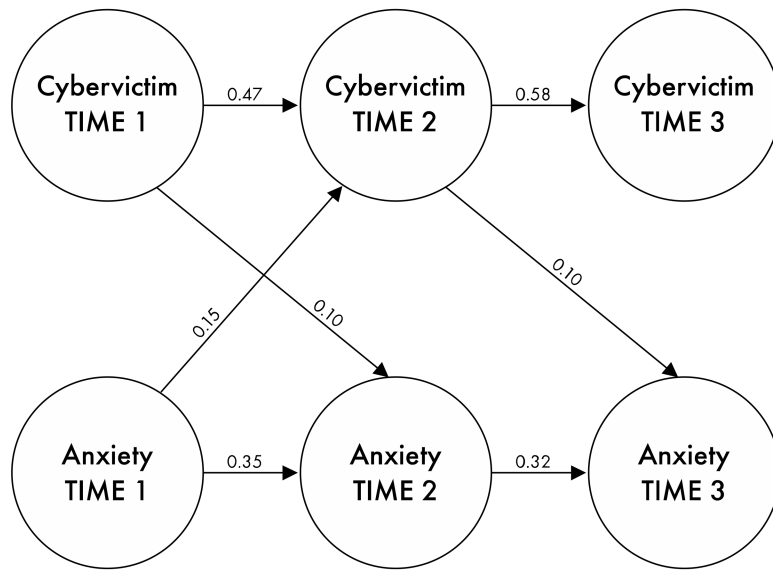 Cybervictim
TIME 1
0.47
Cybervictim
TIME 2
0.58
Cybervictim
TIME 3
0.15
0.10
0.10
Anxiety
TIME 1
0.35
Anxiety
TIME 2
0.32
Anxiety
TIME 3